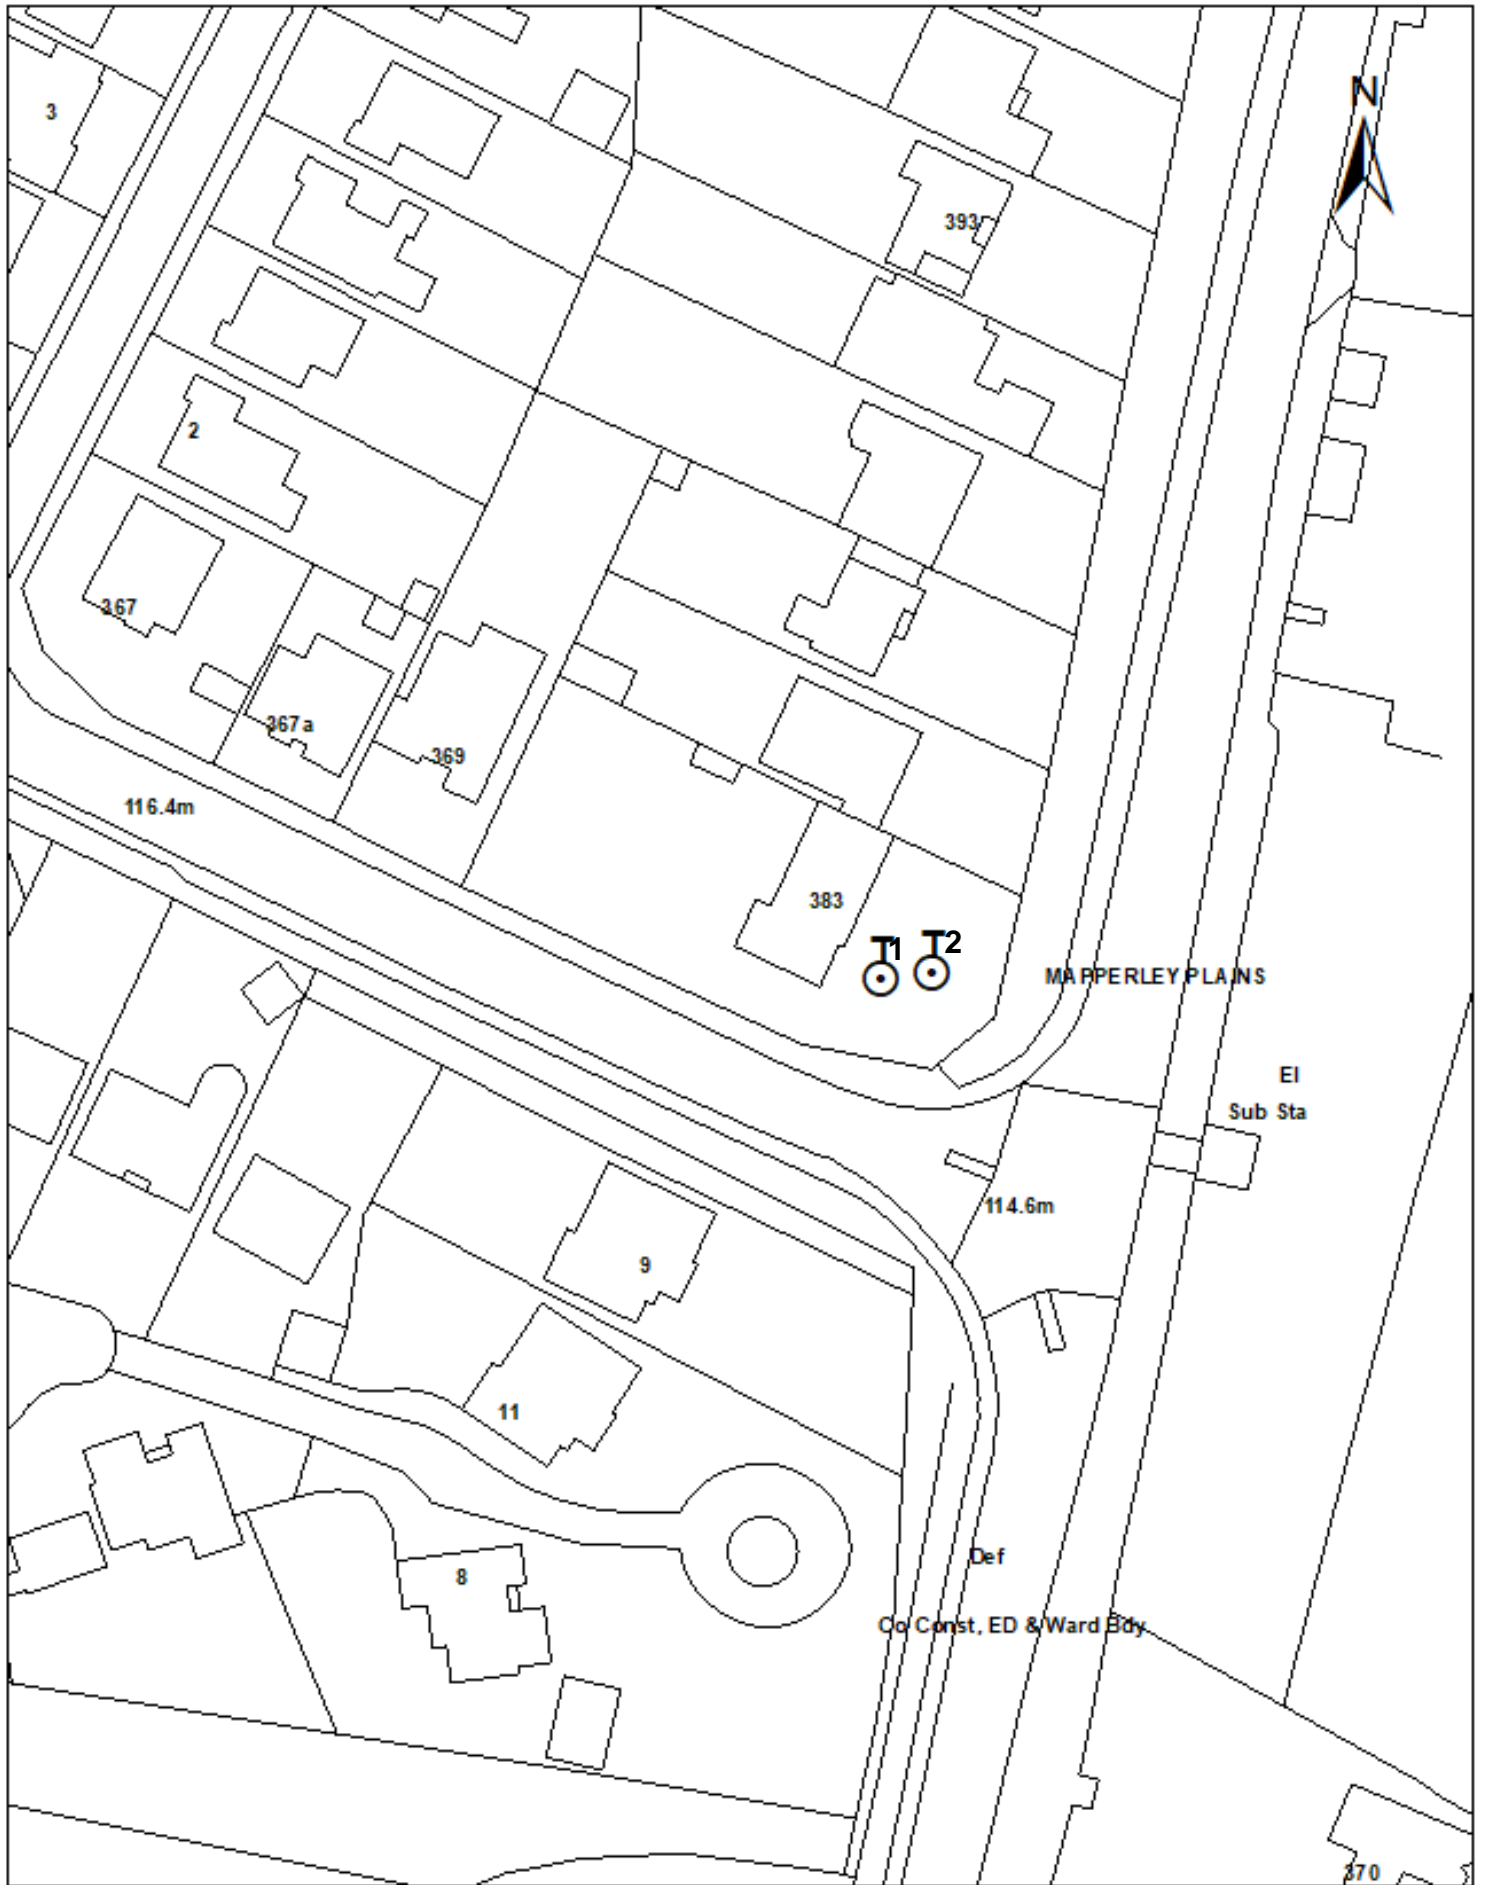 N
3
393
2
367
367a
369
116.4m
383
T1
T2
MAPPERLEY PLAINS
El
Sub Sta
114.6m
9
11
Def
8
Co Const, ED & Ward Bdy
370